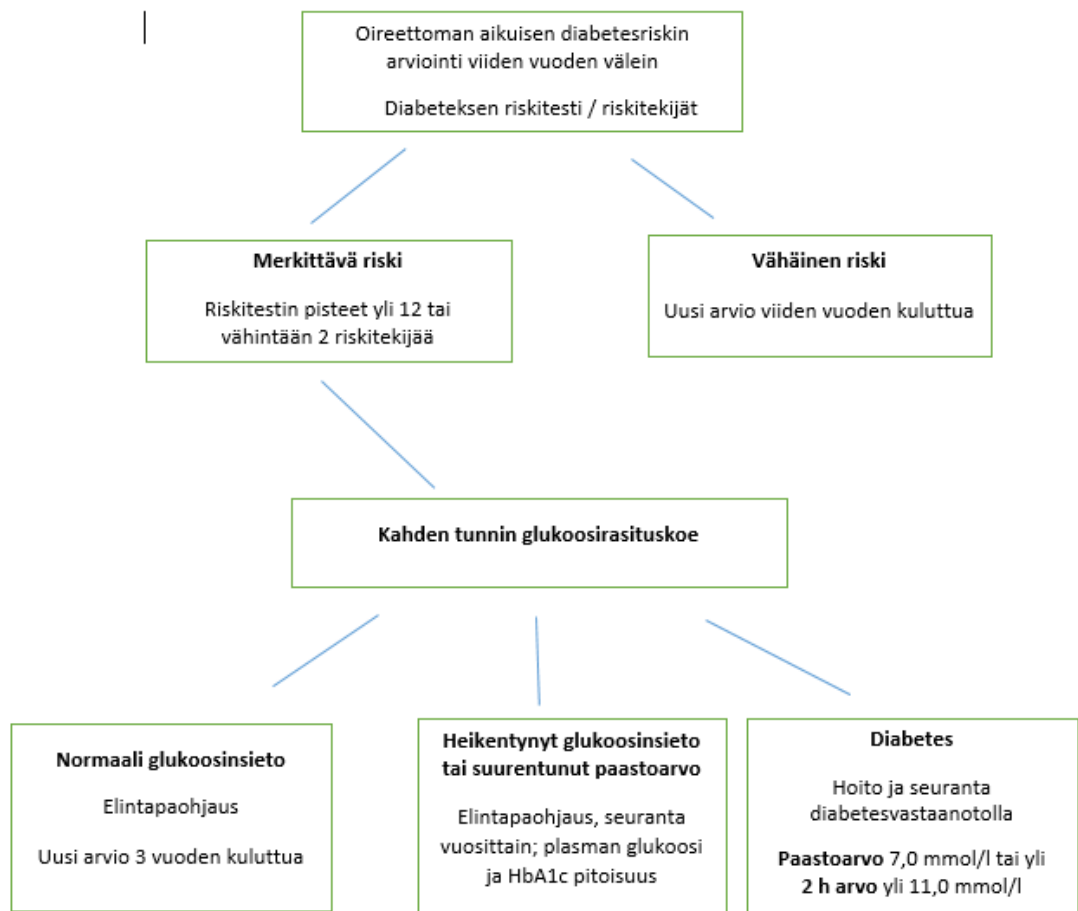 Oireettoman aikuisen diabetesriskin
arviointi viiden vuoden välein
Diabeteksen riskitesti / riskitekijät
Merkittävä riski
Riskitestin pisteet yli 12 tai
vähintään 2 riskitekijää
Vähäinen riski
Uusi arvio viiden vuoden kuluttua
Kahden tunnin glukoosirasituskoe
Normaali glukoosinsieto
Elintapaohjaus
Uusi arvio 3 vuoden kuluttua
Heikentynyt glukoosinsieto
tai suurentunut paastoarvo
Elintapaohjaus, seuranta
vuosittain; plasman glukoosi
ja HbA1c pitoisuus
Diabetes
Hoito ja seuranta
diabetesvastaanotolla
Paastoarvo 7,0 mmol/l tai yli
2 h arvo yli 11,0 mmol/l